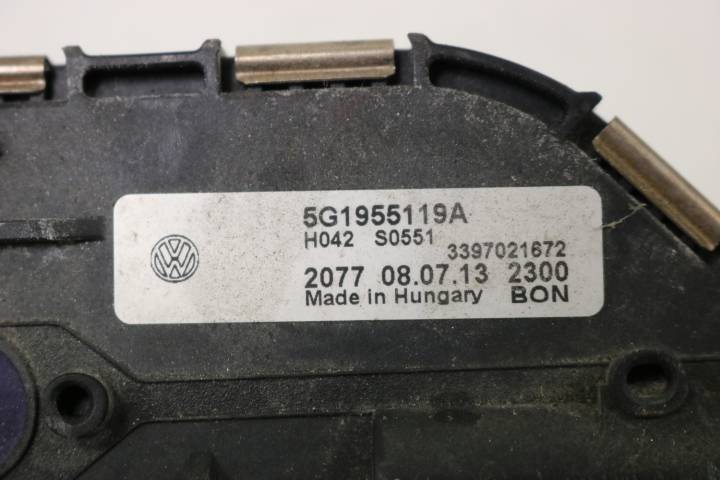 5G1955119A
H042 S0551
3397021672
2077 08.07.13 2300
Made in Hungary BON